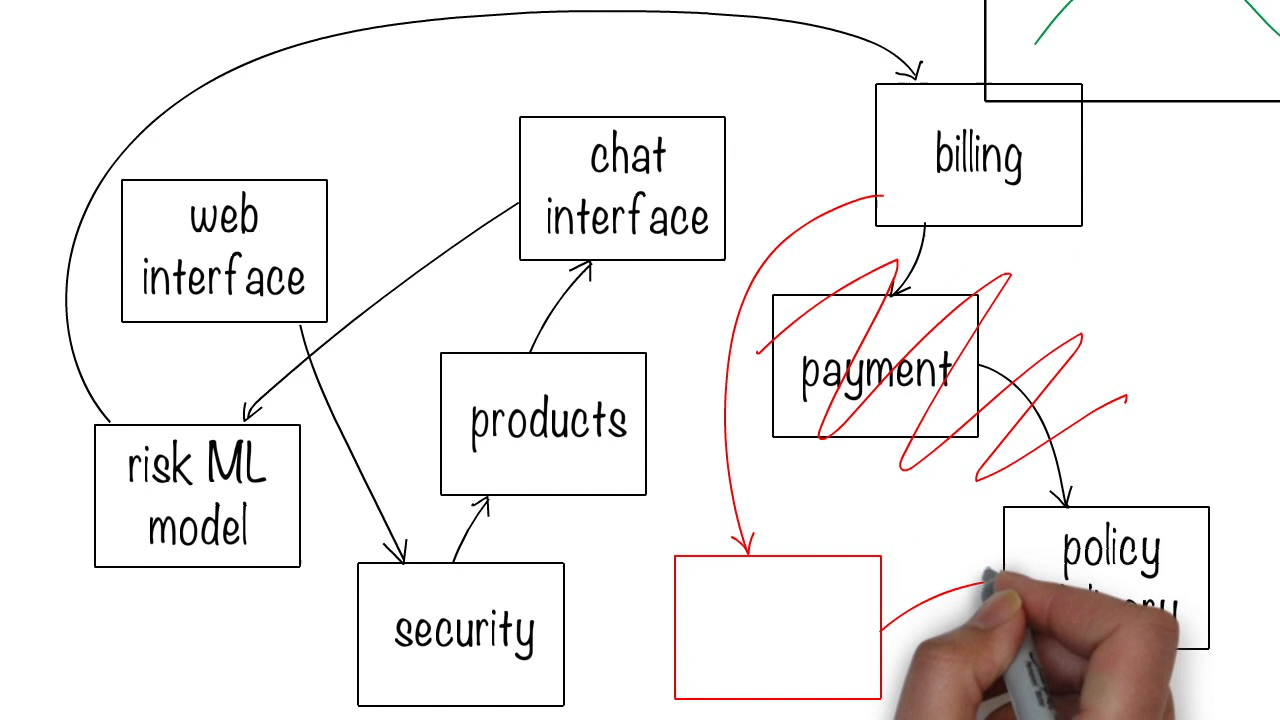 web
interface
chat
interface
billing
payment
products
risk ML
model
security
policy